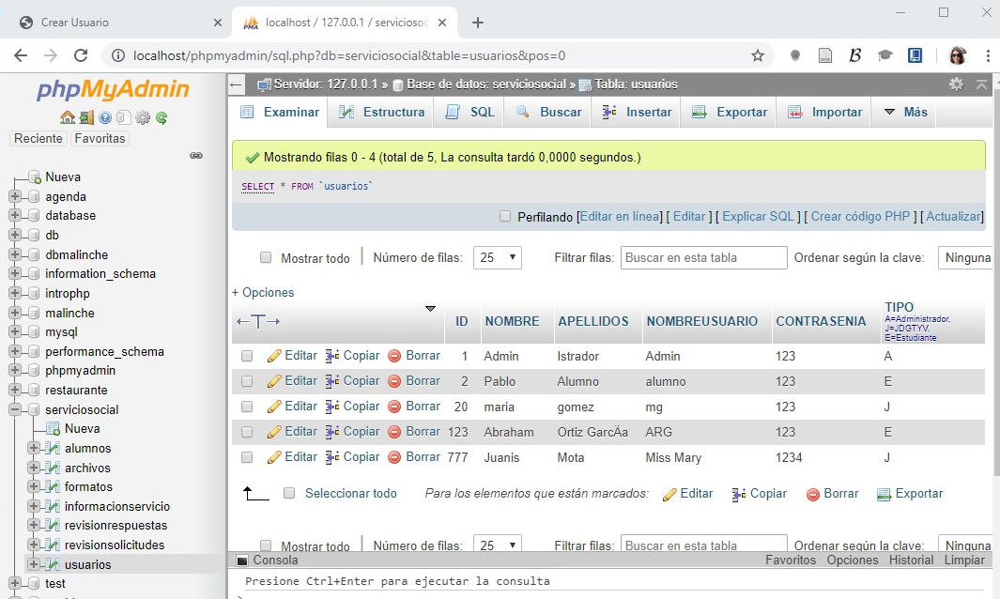 Crear Usuario
localhost / 127.0.0.1 / serviciosoc
localhost/phpmyadmin/sql.php?db=serviciosocial&table=usuarios&pos=0
phpMyAdmin
Reciente
Favoritas
Nueva
agenda
database
db
dbmalinche
information_schema
introphp
malinche
mysql
performance_schema
phpmyadmin
restaurante
serviciosocial
Nueva
alumnos
archivos
formatos
informacionservicio
revisionrespuestas
revisionsolicitudes
usuarios
test
Servidor: 127.0.0.1 » Base de datos: serviciosocial » Tabla: usuarios
Examinar Estructura SQL Buscar Insertar Exportar Importar Más
Mostrando filas 0 - 4 (total de 5, La consulta tardó 0,0000 segundos.)
SELECT * FROM `usuarios`
Perfilando [Editar en línea] [ Editar ] [ Explicar SQL ] [ Crear código PHP ] [ Actualizar]
Mostrar todo Número de filas: 25 Filtrar filas: Buscar en esta tabla Ordenar según la clave: Ninguna
+ Opciones
←T→ ID NOMBRE APELLIDOS NOMBREUSUARIO CONTRASENIA TIPO
A=Administrador,
J=JDGTYV,
E=Estudiante
Editar Copiar Borrar 1 Admin Istrador Admin 123 A
Editar Copiar Borrar 2 Pablo Alumno alumno 123 E
Editar Copiar Borrar 20 maria gomez mg 123 J
Editar Copiar Borrar 123 Abraham Ortiz GarcÃa ARG 123 E
Editar Copiar Borrar 777 Juanis Mota Miss Mary 1234 J
Seleccionar todo Para los elementos que están marcados: Editar Copiar Borrar Exportar
Mostrar todo Número de filas: 25 Filtrar filas: Buscar en esta tabla Ordenar según la clave: Ninguna
Consola Favoritos Opciones Historial Limpiar
Presione Ctrl+Enter para ejecutar la consulta
>